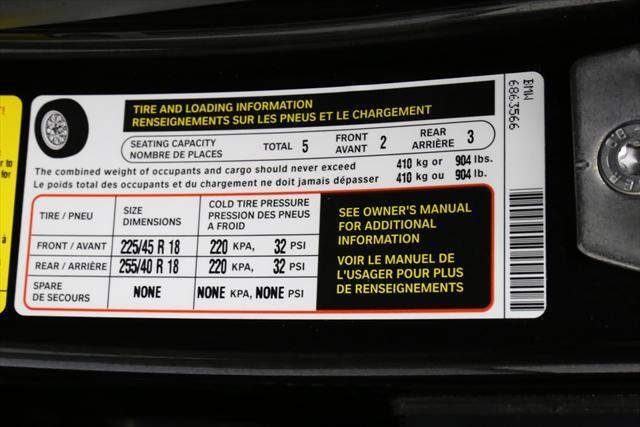 TIRE AND LOADING INFORMATION
RENSEIGNEMENTS SUR LES PNEUS ET LE CHARGEMENT
SEATING CAPACITY
NOMBRE DE PLACES
TOTAL 5
FRONT
AVANT 2
REAR
ARRIÈRE 3
The combined weight of occupants and cargo should never exceed 410 kg or 904 lbs.
Le poids total des occupants et du chargement ne doit jamais dépasser 410 kg ou 904 lb.
TIRE / PNEU
SIZE
DIMENSIONS
COLD TIRE PRESSURE
PRESSION DES PNEUS
A FROID
FRONT / AVANT 225/45 R 18 220 KPA, 32 PSI
REAR / ARRIÈRE 255/40 R 18 220 KPA, 32 PSI
SPARE
DE SECOURS
NONE NONE KPA, NONE PSI
SEE OWNER'S MANUAL
FOR ADDITIONAL
INFORMATION
VOIR LE MANUEL DE
L'USAGER POUR PLUS
DE RENSEIGNEMENTS
BMW
6863566
to
for
à